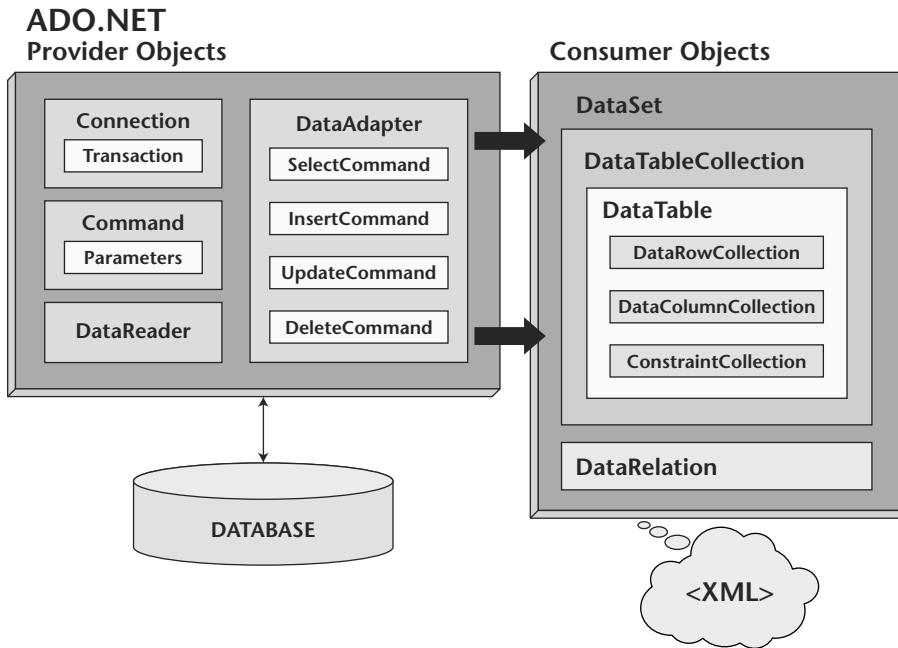 ADO.NET
Provider Objects
Connection
Transaction
Command
Parameters
DataReader
DataAdapter
SelectCommand
InsertCommand
UpdateCommand
DeleteCommand
DATABASE
Consumer Objects
DataSet
DataTableCollection
DataTable
DataRowCollection
DataColumnCollection
ConstraintCollection
DataRelation
<XML>